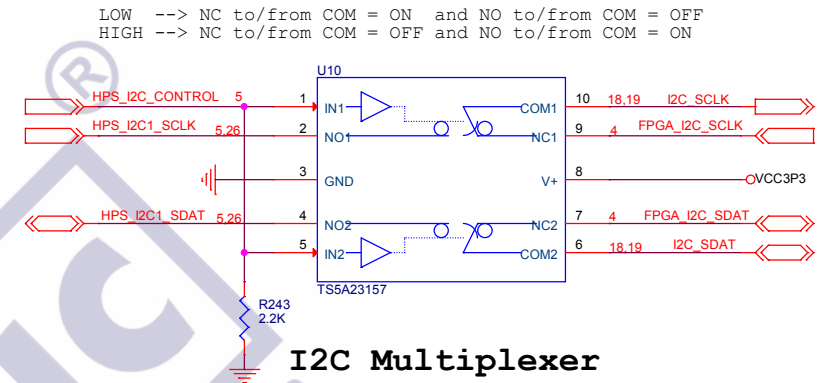 LOW --> NC to/from COM = ON and NO to/from COM = OFF
HIGH --> NC to/from COM = OFF and NO to/from COM = ON
U10
HPS_I2C_CONTROL 5 1 IN1 COM1 10 18,19 I2C_SCLK
HPS_I2C1_SCLK 5,26 2 NO1 NC1 9 4 FPGA_I2C_SCLK
3 GND V+ 8 VCC3P3
HPS_I2C1_SDAT 5,26 4 NO2 NC2 7 4 FPGA_I2C_SDAT
5 IN2 COM2 6 18,19 I2C_SDAT
TS5A23157
R243
2.2K
I2C Multiplexer
®